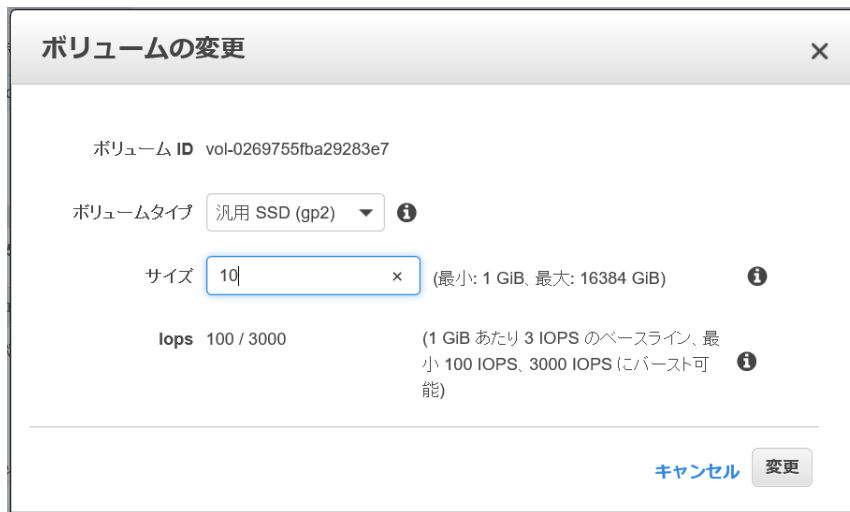 ボリュームの変更
ボリューム ID vol-0269755fba29283e7
ボリュームタイプ 汎用 SSD (gp2)
サイズ 10 (最小: 1 GiB、最大: 16384 GiB)
Iops 100 / 3000 (1 GiB あたり 3 IOPS のベースライン、最
小 100 IOPS、3000 IOPS にバースト可
能)
キャンセル 変更